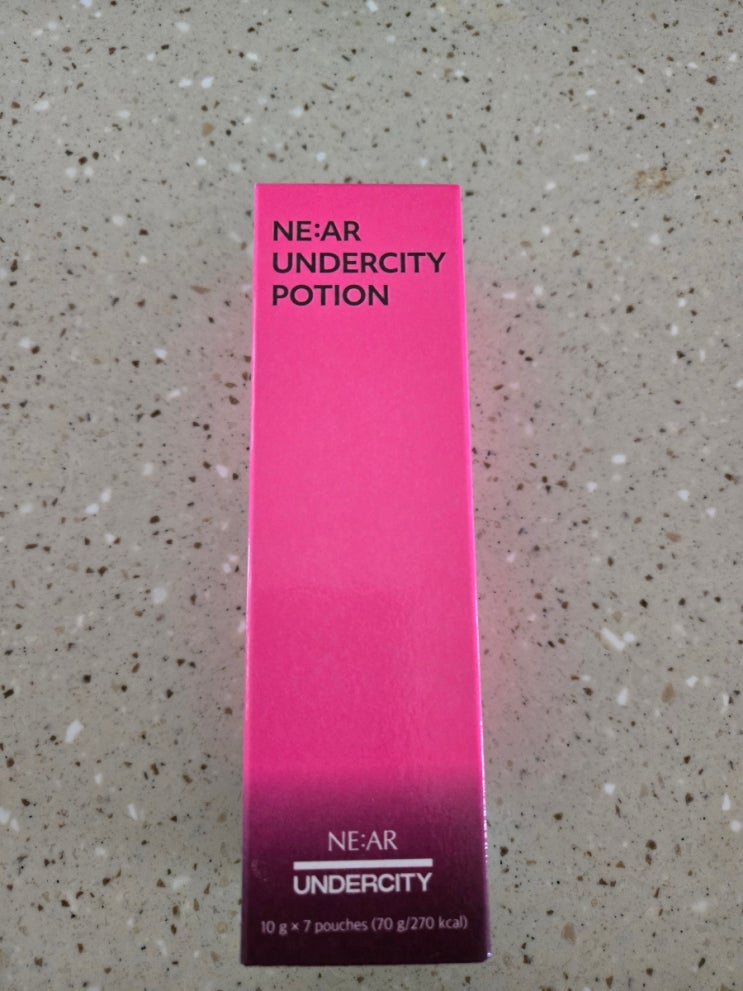 NE:AR
UNDERCITY
POTION
NE:AR
UNDERCITY
10 g × 7 pouches (70 g/270 kcal)